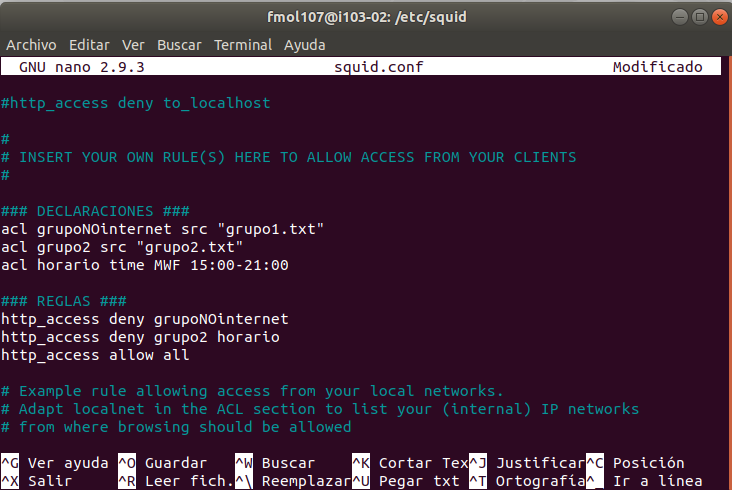 fmol107@i103-02: /etc/squid
Archivo Editar Ver Buscar Terminal Ayuda
GNU nano 2.9.3 squid.conf Modificado
#http_access deny to_localhost
#
# INSERT YOUR OWN RULE(S) HERE TO ALLOW ACCESS FROM YOUR CLIENTS
#
### DECLARACIONES ###
acl grupoNOinternet src "grupo1.txt"
acl grupo2 src "grupo2.txt"
acl horario time MWF 15:00-21:00
### REGLAS ###
http_access deny grupoNOinternet
http_access deny grupo2 horario
http_access allow all
# Example rule allowing access from your local networks.
# Adapt localnet in the ACL section to list your (internal) IP networks
# from where browsing should be allowed
^G Ver ayuda ^O Guardar ^W Buscar ^K Cortar Tex ^J Justificar ^C Posición
^X Salir ^R Leer fich. ^\ Reemplazar ^U Pegar txt ^T Ortografía ^_ Ir a línea